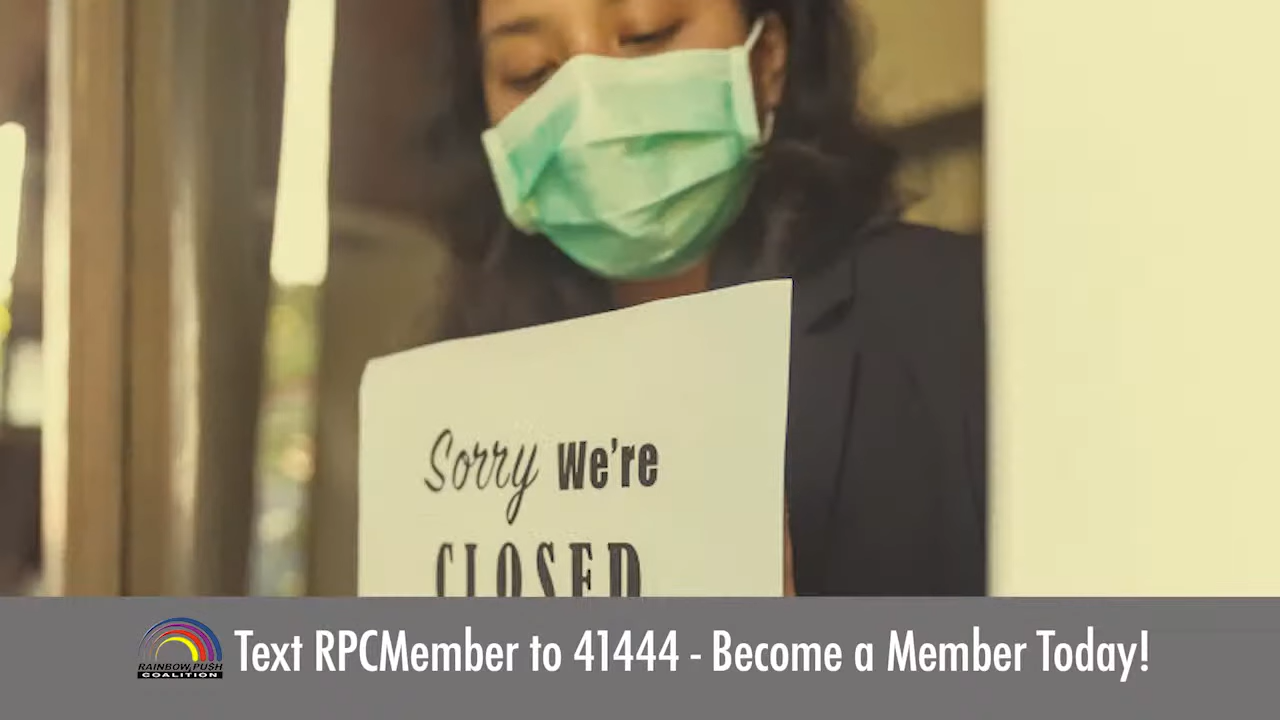 Sorry We're
CLOSED
RAINBOW PUSH
COALITION
Text RPCMember to 41444 - Become a Member Today!